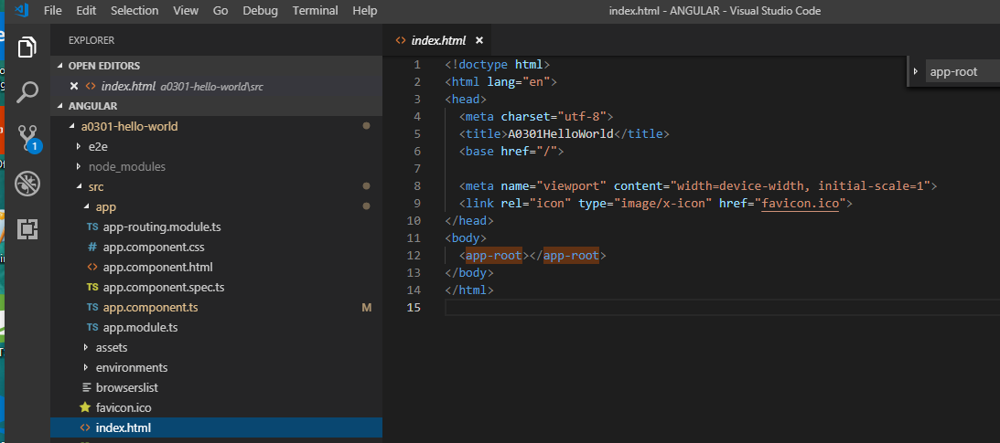 File Edit Selection View Go Debug Terminal Help index.html - ANGULAR - Visual Studio Code
EXPLORER
OPEN EDITORS
index.html a0301-hello-world\src
ANGULAR
a0301-hello-world
e2e
node_modules
src
app
TS app-routing.module.ts
# app.component.css
<> app.component.html
TS app.component.spec.ts
TS app.component.ts M
TS app.module.ts
assets
environments
browserslist
favicon.ico
<> index.html
1
<> index.html
app-root
1 <!doctype html>
2 <html lang="en">
3 <head>
4 <meta charset="utf-8">
5 <title>A0301HelloWorld</title>
6 <base href="/">
7
8 <meta name="viewport" content="width=device-width, initial-scale=1">
9 <link rel="icon" type="image/x-icon" href="favicon.ico">
10 </head>
11 <body>
12 <app-root></app-root>
13 </body>
14 </html>
15